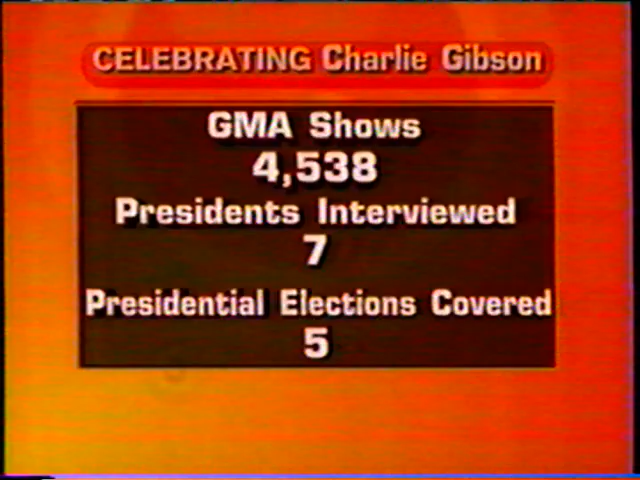 CELEBRATING Charlie Gibson
GMA Shows
4,538
Presidents Interviewed
7
Presidential Elections Covered
5